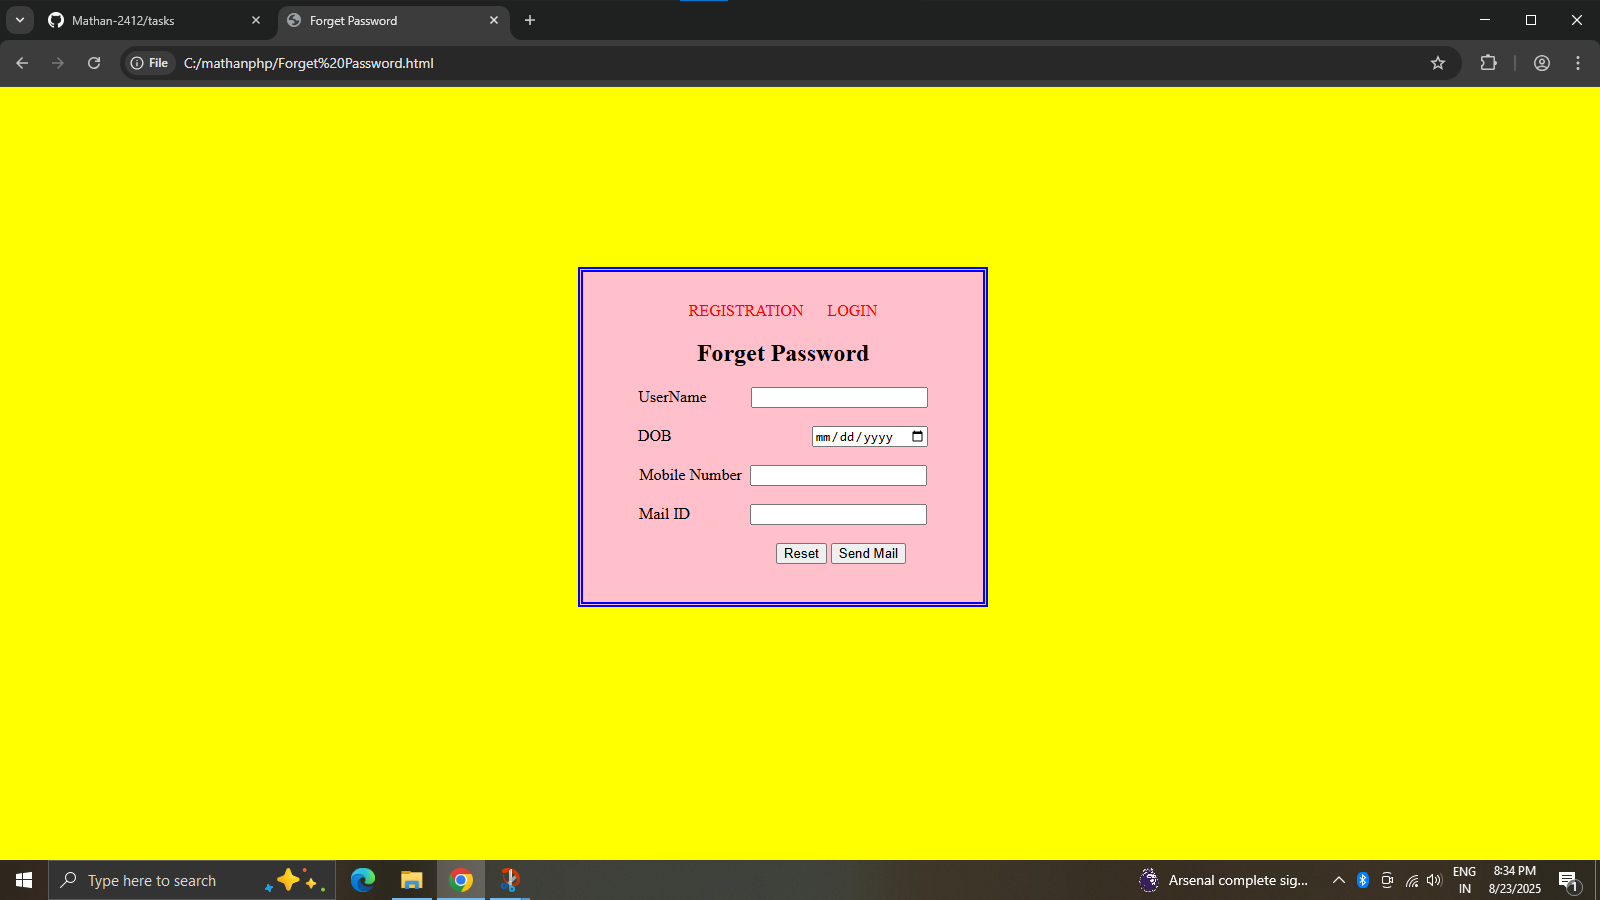 Mathan-2412/tasks
Forget Password
File
C:/mathanphp/Forget%20Password.html
REGISTRATION LOGIN
Forget Password
UserName
DOB mm/dd/yyyy
Mobile Number
Mail ID
Reset Send Mail
Type here to search
Arsenal complete sig...
ENG
IN
8:34 PM
8/23/2025
1